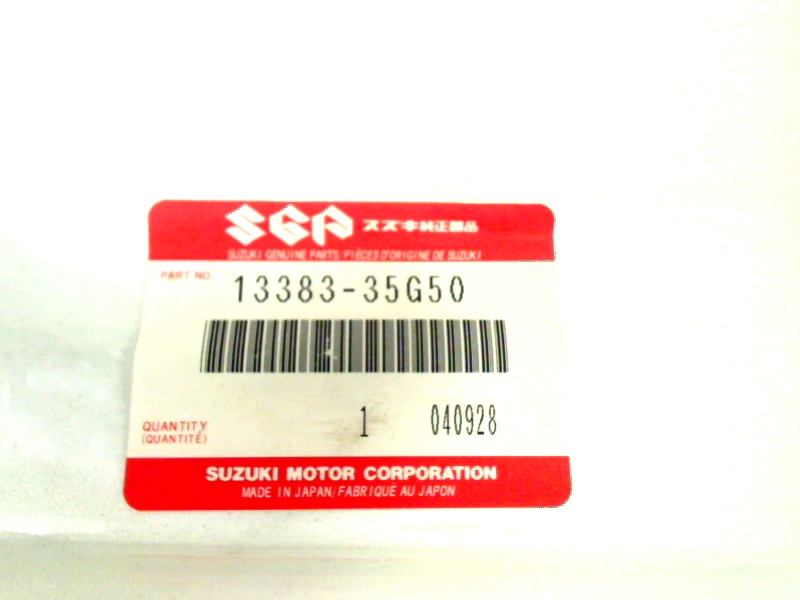 SGP スズキ純正部品
SUZUKI GENUINE PARTS/PIÈCES D'ORIGINE DE SUZUKI
PART NO. 13383-35G50
1 040928
QUANTITY
(QUANTITÉ)
SUZUKI MOTOR CORPORATION
MADE IN JAPAN/FABRIQUÉ AU JAPON